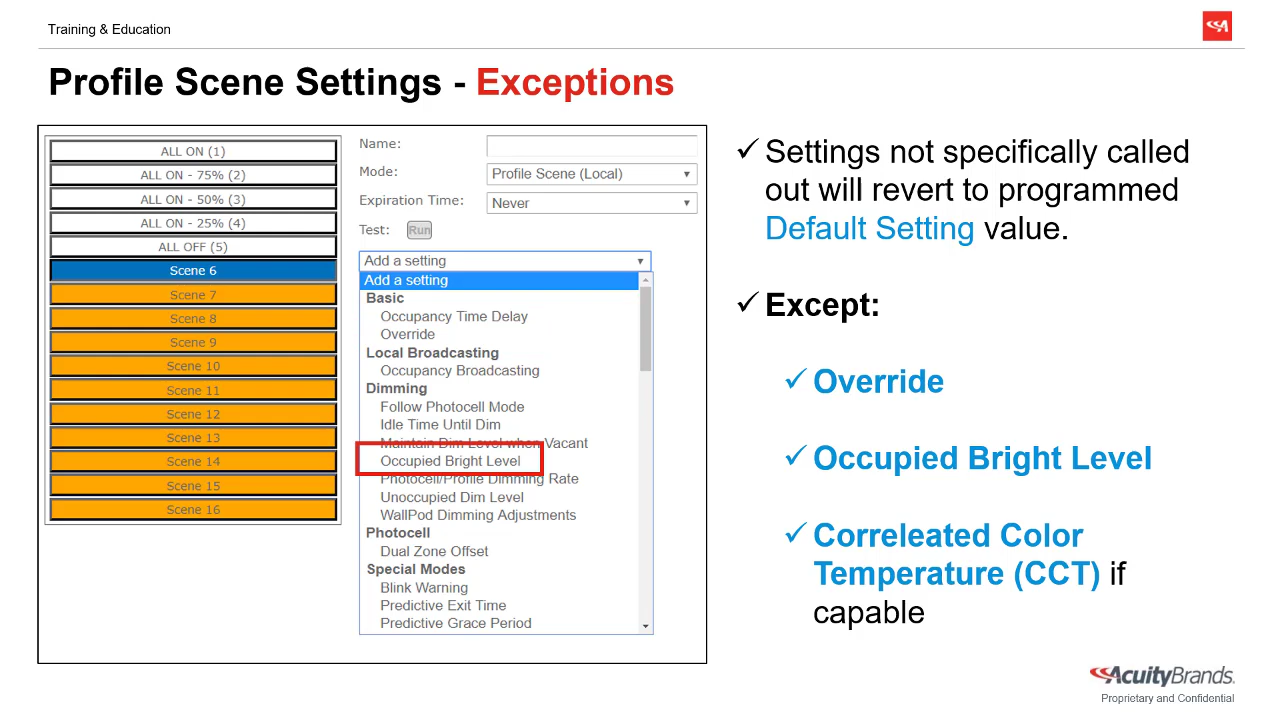 Training & Education
Profile Scene Settings - Exceptions
ALL ON (1)
ALL ON - 75% (2)
ALL ON - 50% (3)
ALL ON - 25% (4)
ALL OFF (5)
Scene 6
Scene 7
Scene 8
Scene 9
Scene 10
Scene 11
Scene 12
Scene 13
Scene 14
Scene 15
Scene 16
Name:
Mode: Profile Scene (Local)
Expiration Time: Never
Test: Run
Add a setting
Add a setting
Basic
Occupancy Time Delay
Override
Local Broadcasting
Occupancy Broadcasting
Dimming
Follow Photocell Mode
Idle Time Until Dim
Maintain Dim Level when Vacant
Occupied Bright Level
Photocell/Profile Dimming Rate
Unoccupied Dim Level
WallPod Dimming Adjustments
Photocell
Dual Zone Offset
Special Modes
Blink Warning
Predictive Exit Time
Predictive Grace Period
✓ Settings not specifically called
out will revert to programmed
Default Setting value.
✓ Except:
✓ Override
✓ Occupied Bright Level
✓ Correleated Color
Temperature (CCT) if
capable
AcuityBrands.
Proprietary and Confidential